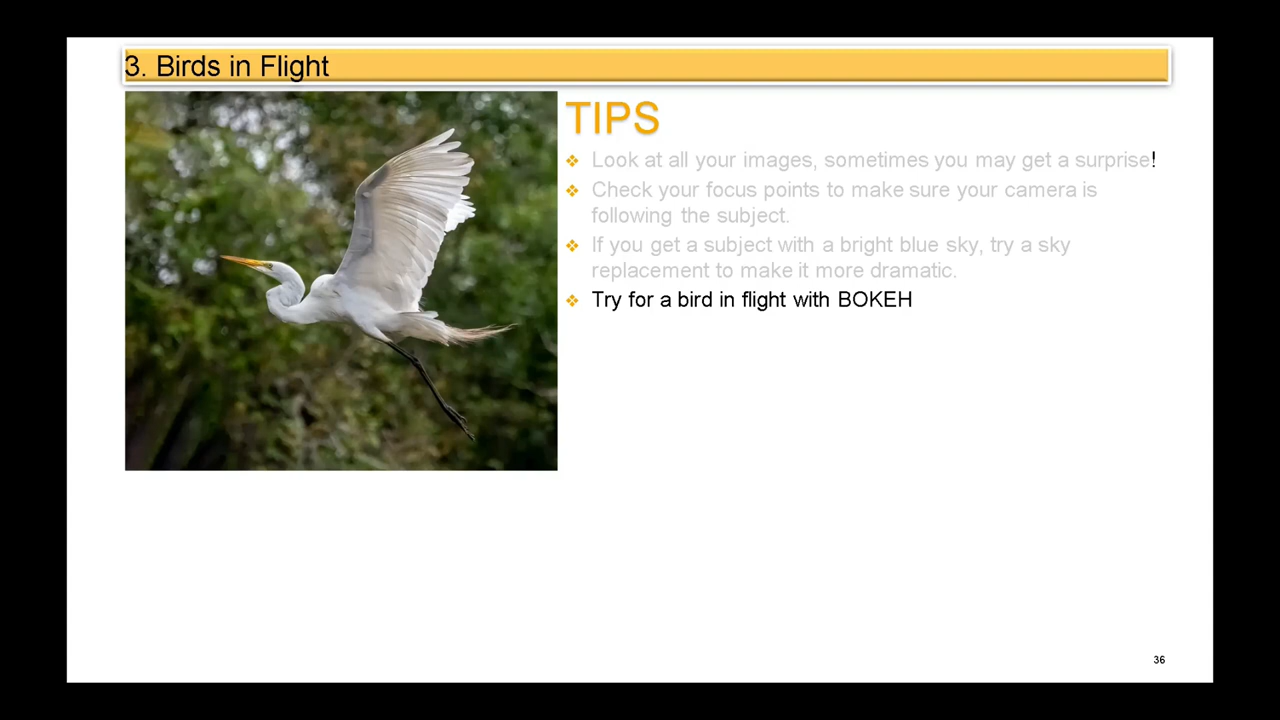 3. Birds in Flight
TIPS
Look at all your images, sometimes you may get a surprise!
Check your focus points to make sure your camera is
following the subject.
If you get a subject with a bright blue sky, try a sky
replacement to make it more dramatic.
Try for a bird in flight with BOKEH
36